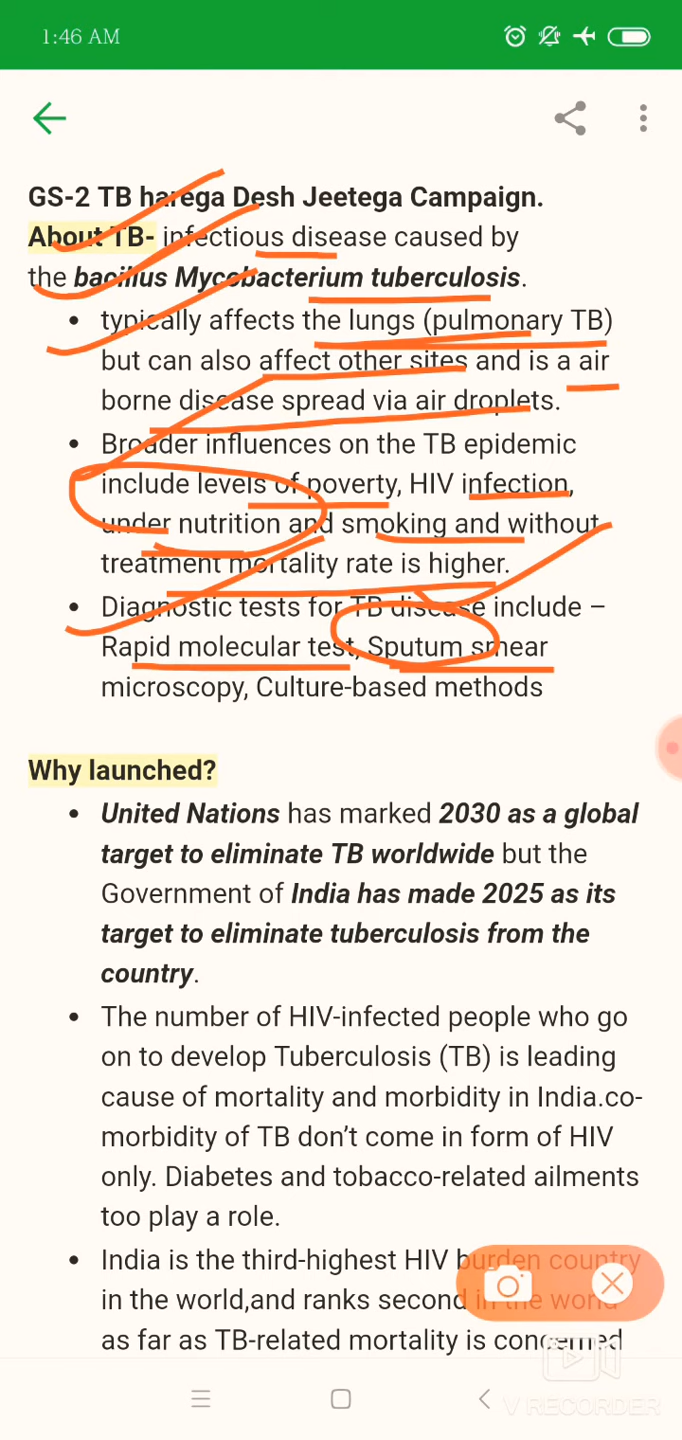 1:46 AM
GS-2 TB harega Desh Jeetega Campaign.
About TB- infectious disease caused by
the bacillus Mycobacterium tuberculosis.
• typically affects the lungs (pulmonary TB)
but can also affect other sites and is a air
borne disease spread via air droplets.
• Broader influences on the TB epidemic
include levels of poverty, HIV infection,
under nutrition and smoking and without
treatment mortality rate is higher.
• Diagnostic tests for TB disease include –
Rapid molecular test, Sputum smear
microscopy, Culture-based methods
Why launched?
• United Nations has marked 2030 as a global
target to eliminate TB worldwide but the
Government of India has made 2025 as its
target to eliminate tuberculosis from the
country.
• The number of HIV-infected people who go
on to develop Tuberculosis (TB) is leading
cause of mortality and morbidity in India.co-
morbidity of TB don’t come in form of HIV
only. Diabetes and tobacco-related ailments
too play a role.
• India is the third-highest HIV burden country
in the world,and ranks second in the world
as far as TB-related mortality is concerned
V RECORDER